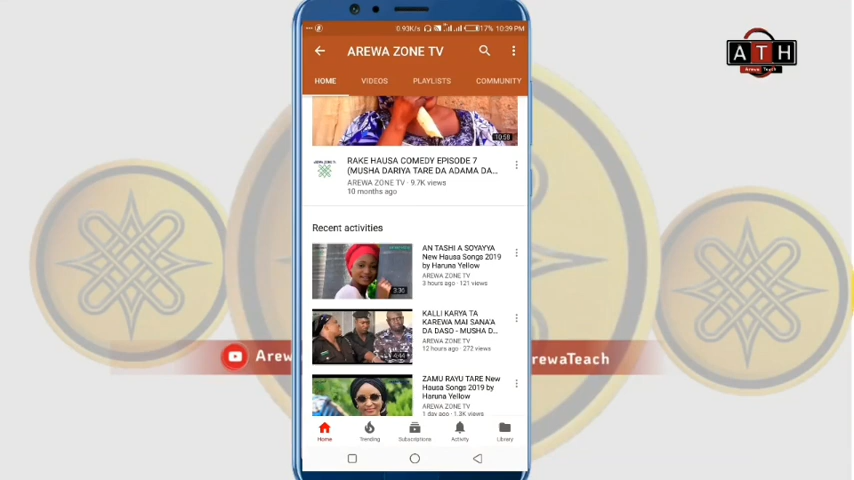 0.93K/s 17% 10:39 PM
AREWA ZONE TV
HOME VIDEOS PLAYLISTS COMMUNITY
10:59
RAKE HAUSA COMEDY EPISODE 7
(MUSHA DARIYA TARE DA ADAMA DA...
AREWA ZONE TV · 9.7K views
10 months ago
Recent activities
AN TASHI A SOYAYYA
New Hausa Songs 2019
by Haruna Yellow
AREWA ZONE TV
3 hours ago · 121 views
3:36
KALLI KARYA TA
KAREWA MAI SANA'A
DA DASO - MUSHA D...
AREWA ZONE TV
12 hours ago · 272 views
4:44
ZAMU RAYU TARE New
Hausa Songs 2019 by
Haruna Yellow
AREWA ZONE TV
1 day ago · 1.3K views
Home Trending Subscriptions Activity Library
ATH
Arewa Teach
Arew
rewaTeach